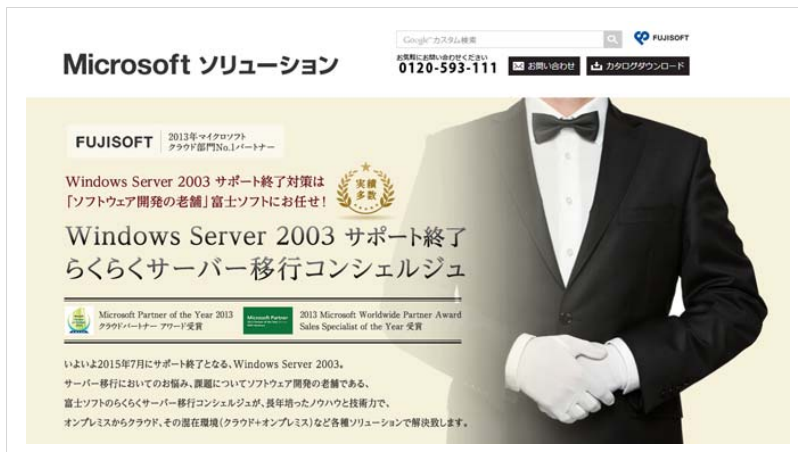 Google カスタム検索
FUJISOFT
Microsoft ソリューション
お気軽にお問い合わせください
0120-593-111
お問い合わせ
カタログダウンロード
FUJISOFT
2013年マイクロソフト
クラウド部門No.1パートナー
Windows Server 2003 サポート終了対策は
「ソフトウェア開発の老舗」富士ソフトにお任せ！
実績
多数
Windows Server 2003 サポート終了
らくらくサーバー移行コンシェルジュ
Microsoft Partner of the Year 2013
クラウドパートナー アワード受賞
Microsoft Partner
2013 Microsoft Worldwide Partner Award
Sales Specialist of the Year 受賞
いよいよ2015年7月にサポート終了となる、Windows Server 2003。
サーバー移行においてのお悩み、課題についてソフトウェア開発の老舗である、
富士ソフトのらくらくサーバー移行コンシェルジュが、長年培ったノウハウと技術力で、
オンプレミスからクラウド、その混在環境（クラウド+オンプレミス）など各種ソリューションで解決致します。